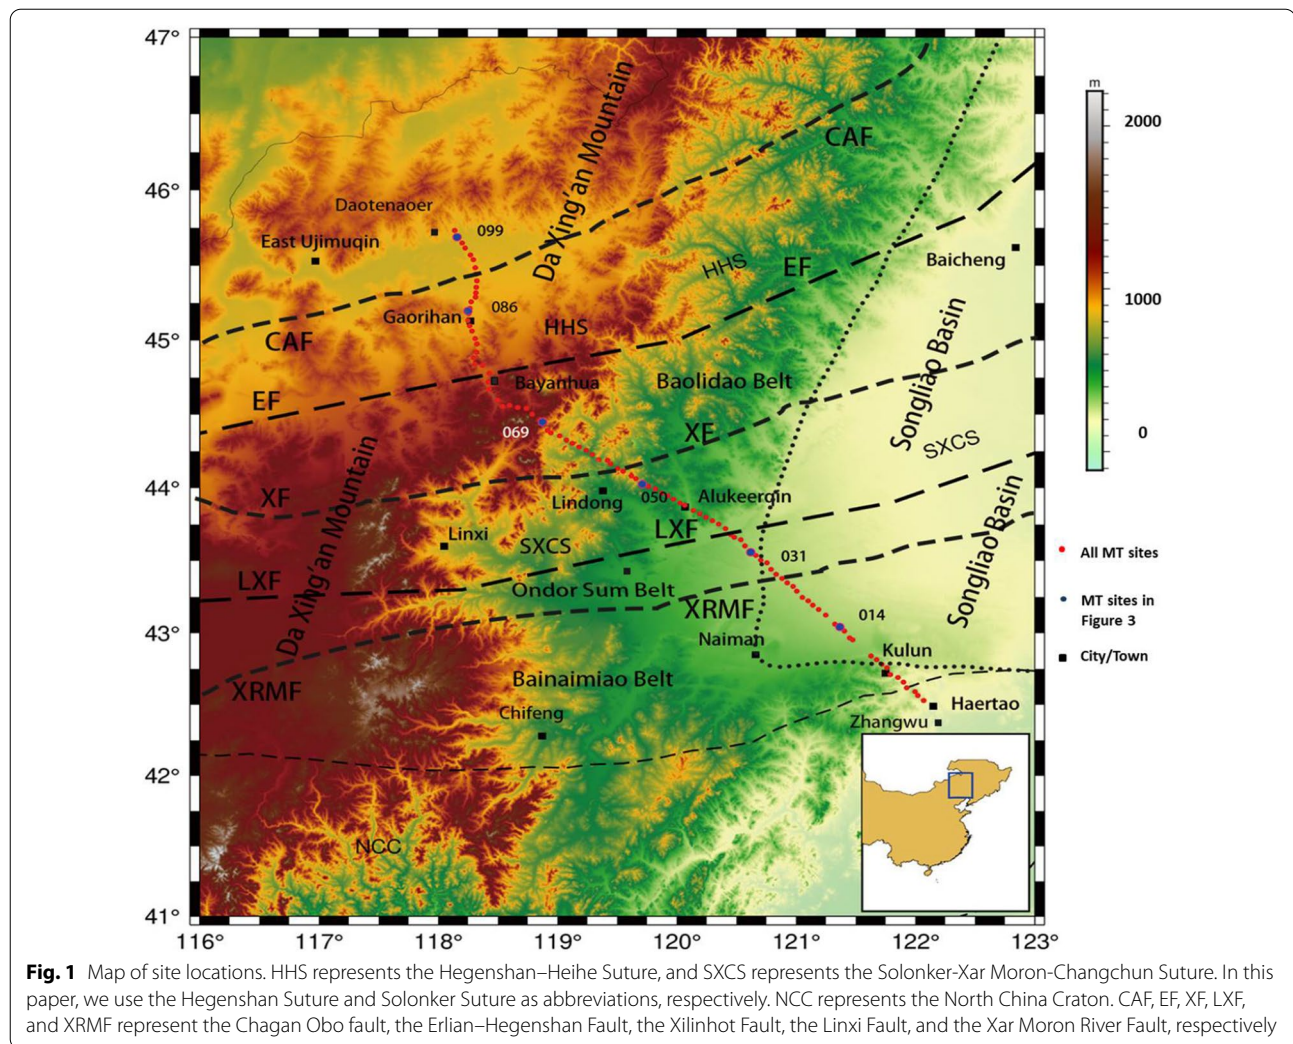 47°
46°
45°
44°
43°
42°
41°
116°
117°
118°
119°
120°
121°
122°
123°
Da Xing'an Mountain
CAF
Daotenaoer
099
East Ujimuqin
HHS
EF
Baicheng
086
Gaorihan
HHS
CAF
Songliao Basin
Bayanhua
Baolidao Belt
EF
069
XF
SXCS
Da Xing'an Mountain
XF
050
Alukeerqin
Lindong
LXF
Songliao Basin
Linxi
SXCS
031
LXF
Ondor Sum Belt
XRMF
014
Naiman
Kulun
Bainaimiao Belt
XRMF
Haertao
Chifeng
Zhangwu
NCC
m
2000
1000
0
All MT sites
MT sites in
Figure 3
City/Town
Fig. 1 Map of site locations. HHS represents the Hegenshan–Heihe Suture, and SXCS represents the Solonker-Xar Moron-Changchun Suture. In this
paper, we use the Hegenshan Suture and Solonker Suture as abbreviations, respectively. NCC represents the North China Craton. CAF, EF, XF, LXF,
and XRMF represent the Chagan Obo fault, the Erlian–Hegenshan Fault, the Xilinhot Fault, the Linxi Fault, and the Xar Moron River Fault, respectively